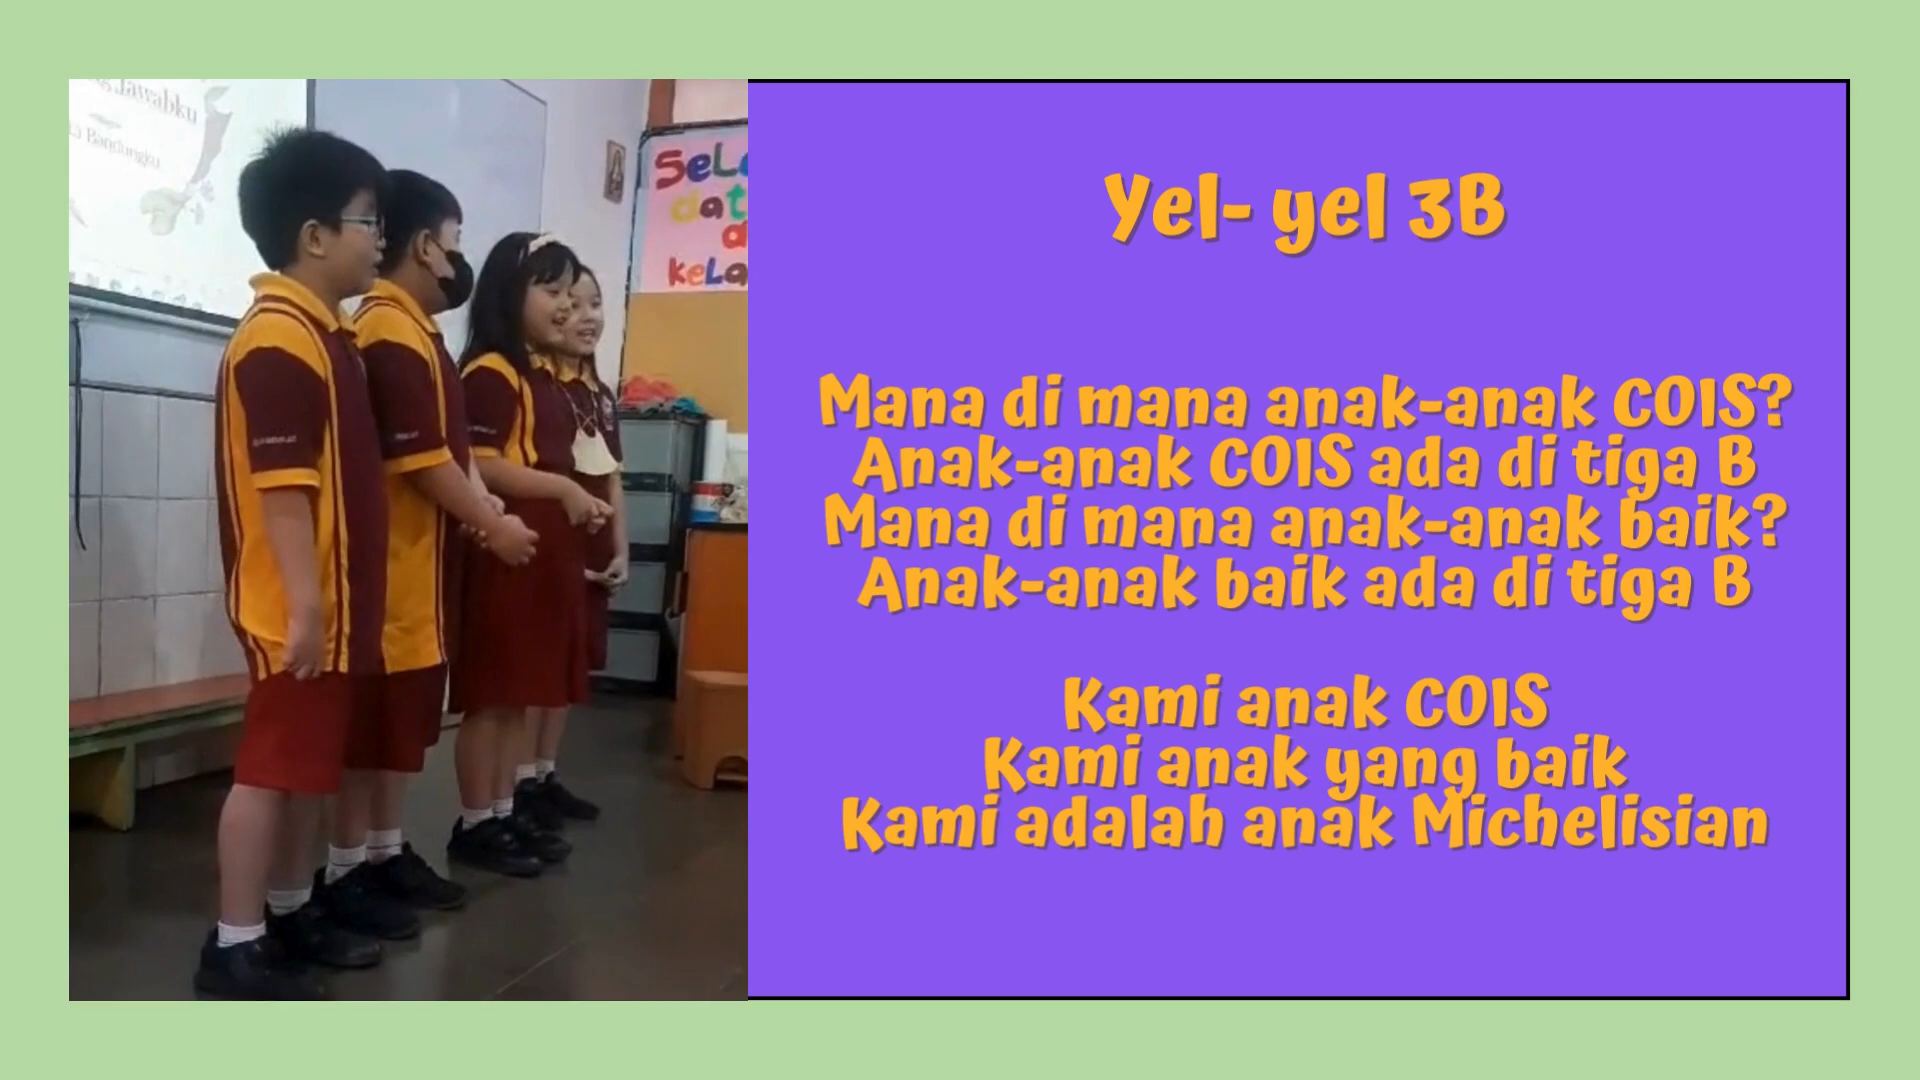 Jawabku
Bandungku
Yel- yel 3B
Mana di mana anak-anak COIS?
Anak-anak COIS ada di tiga B
Mana di mana anak-anak baik?
Anak-anak baik ada di tiga B
Kami anak COIS
Kami anak yang baik
Kami adalah anak Michelisian